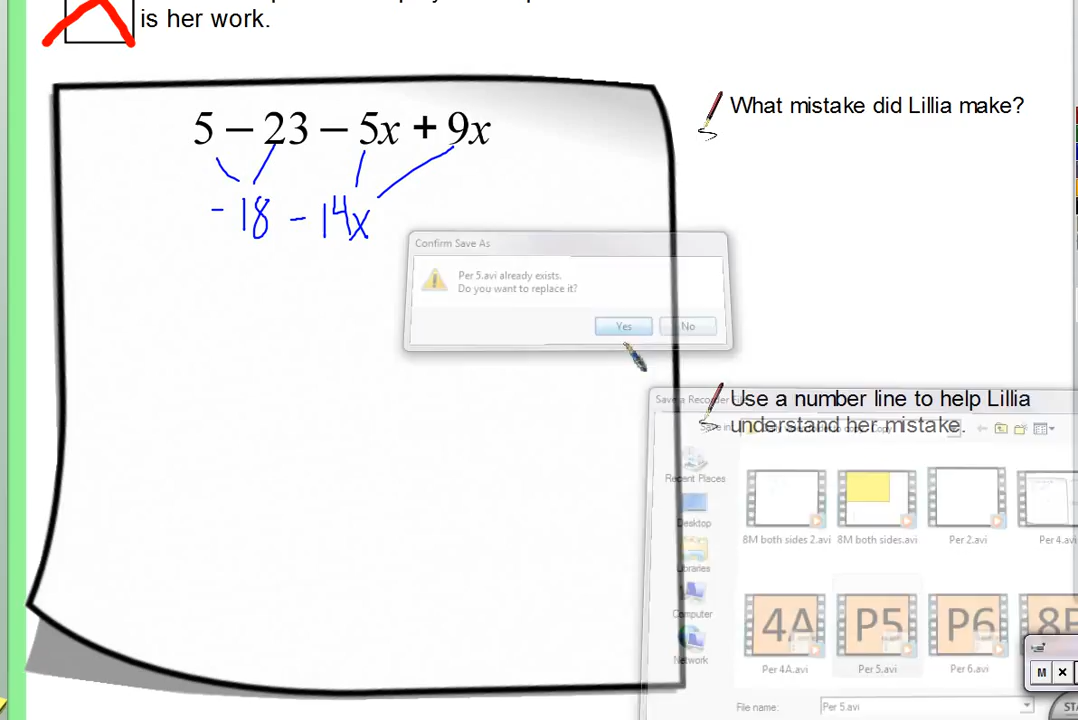 is her work.
What mistake did Lillia make?
5 − 23 − 5x + 9x
-18 - 14x
Confirm Save As
Per 5.avi already exists.
Do you want to replace it?
Yes
No
Use a number line to help Lillia
understand her mistake.
Save in:
Recent Places
Desktop
Libraries
Computer
Network
8M both sides 2.avi
8M both sides.avi
Per 2.avi
Per 4.avi
4A
P5
P6
Per 4A.avi
Per 5.avi
Per 6.avi
M
File name:
Per 5.avi